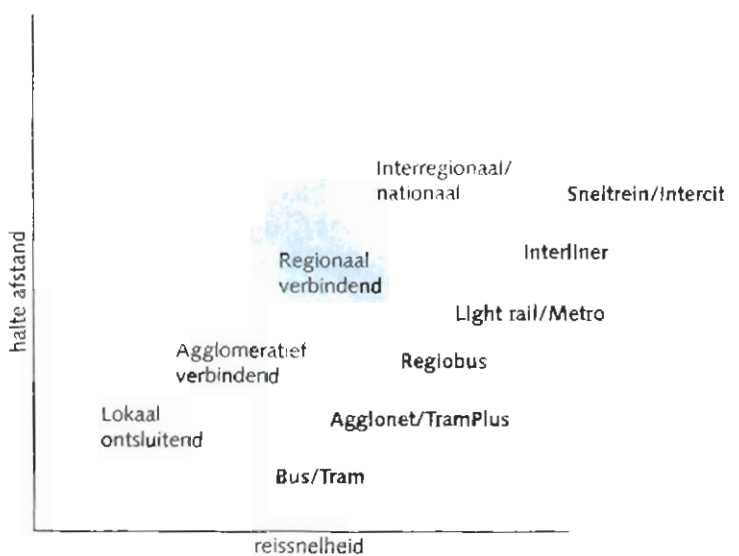 Interregionaal/
nationaal
Sneltrein/Intercit
Interliner
Regionaal
verbindend
Light rail/Metro
halte afstand
Agglomeratief
verbindend
Regiobus
Lokaal
ontsluitend
Agglonet/TramPlus
Bus/Tram
reissnelheid